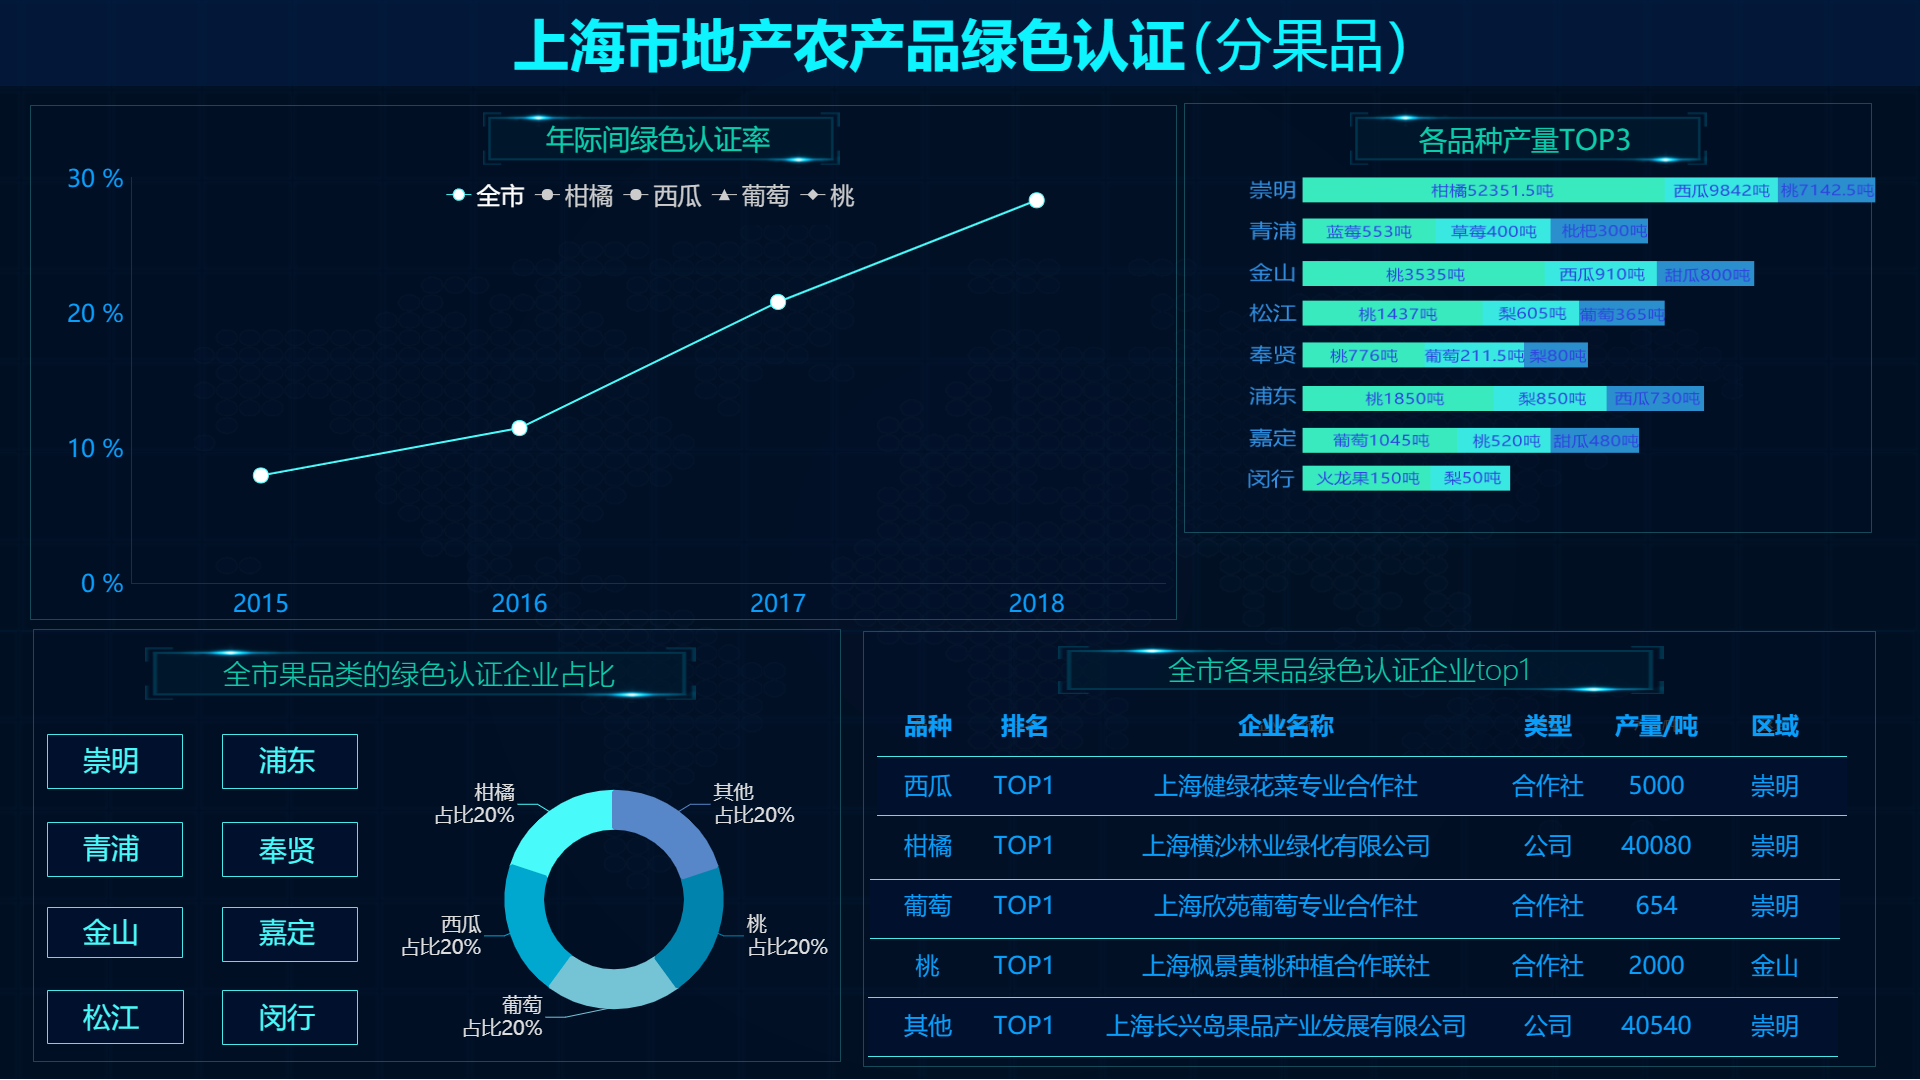 上海市地产农产品绿色认证(分果品)
年际间绿色认证率
全市 柑橘 西瓜 葡萄 桃
30 %
20 %
10 %
0 %
2015 2016 2017 2018
各品种产量TOP3
崇明 柑橘52351.5吨 西瓜9842吨 桃7142.5吨
青浦 蓝莓553吨 草莓400吨 枇杷300吨
金山 桃3535吨 西瓜910吨 甜瓜800吨
松江 桃1437吨 梨605吨 葡萄365吨
奉贤 桃776吨 葡萄211.5吨 梨80吨
浦东 桃1850吨 梨850吨 西瓜730吨
嘉定 葡萄1045吨 桃520吨 甜瓜480吨
闵行 火龙果150吨 梨50吨
全市果品类的绿色认证企业占比
崇明 浦东
青浦 奉贤
金山 嘉定
松江 闵行
柑橘
占比20%
其他
占比20%
西瓜
占比20%
桃
占比20%
葡萄
占比20%
全市各果品绿色认证企业top1
品种 排名 企业名称 类型 产量/吨 区域
西瓜 TOP1 上海健绿花菜专业合作社 合作社 5000 崇明
柑橘 TOP1 上海横沙林业绿化有限公司 公司 40080 崇明
葡萄 TOP1 上海欣苑葡萄专业合作社 合作社 654 崇明
桃 TOP1 上海枫景黄桃种植合作联社 合作社 2000 金山
其他 TOP1 上海长兴岛果品产业发展有限公司 公司 40540 崇明